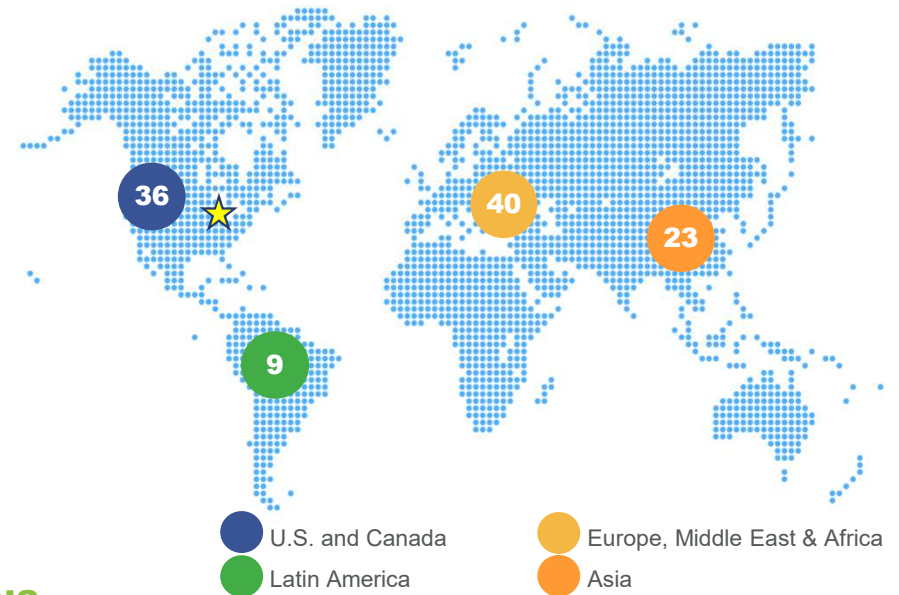 36
40
23
9
U.S. and Canada
Europe, Middle East & Africa
Latin America
Asia